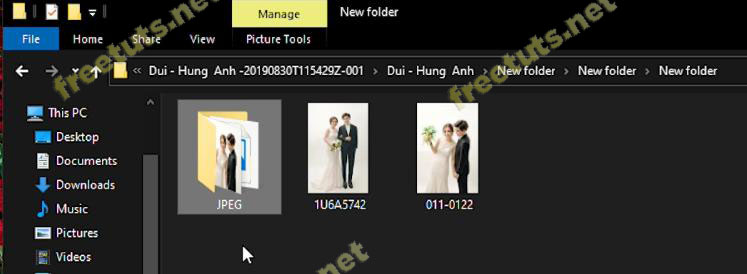 Manage
New folder
File Home Share View Picture Tools
« Dui - Hung Anh -20190830T115429Z-001 › Dui - Hung Anh › New folder › New folder › New folder
This PC
Desktop
Documents
Downloads
Music
Pictures
Videos
JPEG
1U6A5742
011-0122
freetuts.net
freetuts.net
.net